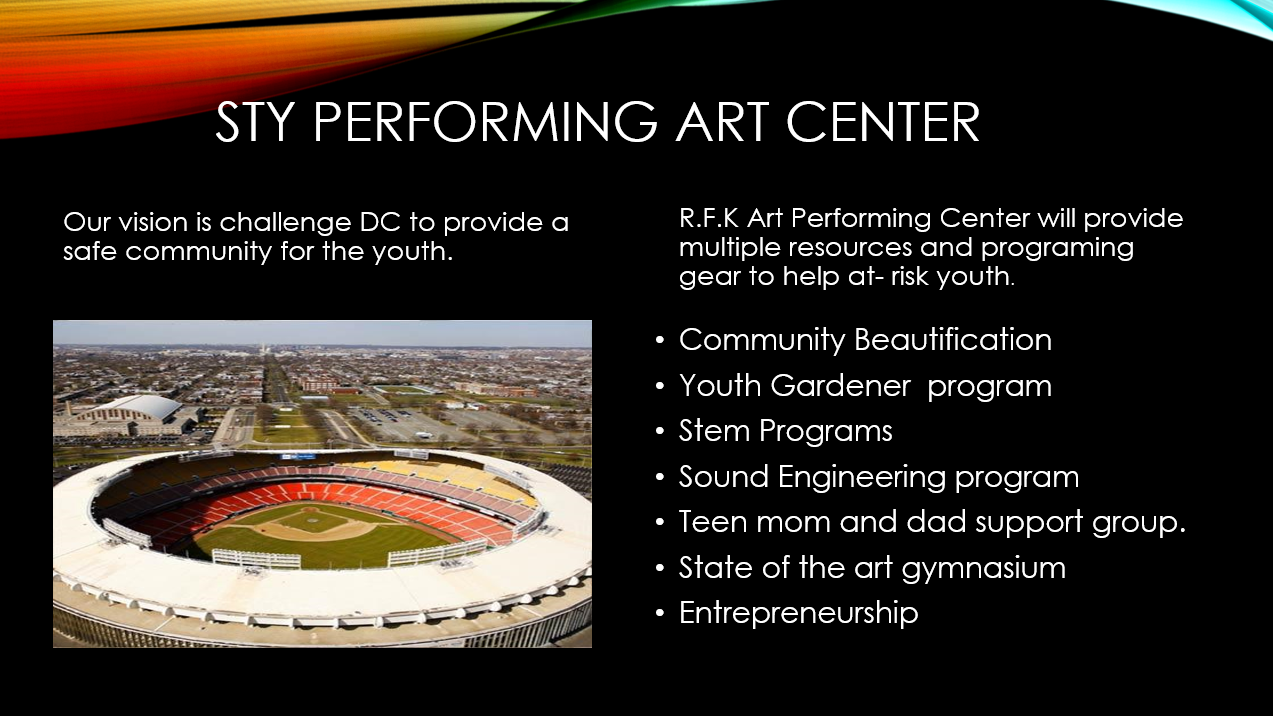 STY PERFORMING ART CENTER
Our vision is challenge DC to provide a
safe community for the youth.
R.F.K Art Performing Center will provide
multiple resources and programing
gear to help at- risk youth.
• Community Beautification
• Youth Gardener  program
• Stem Programs
• Sound Engineering program
• Teen mom and dad support group.
• State of the art gymnasium
• Entrepreneurship